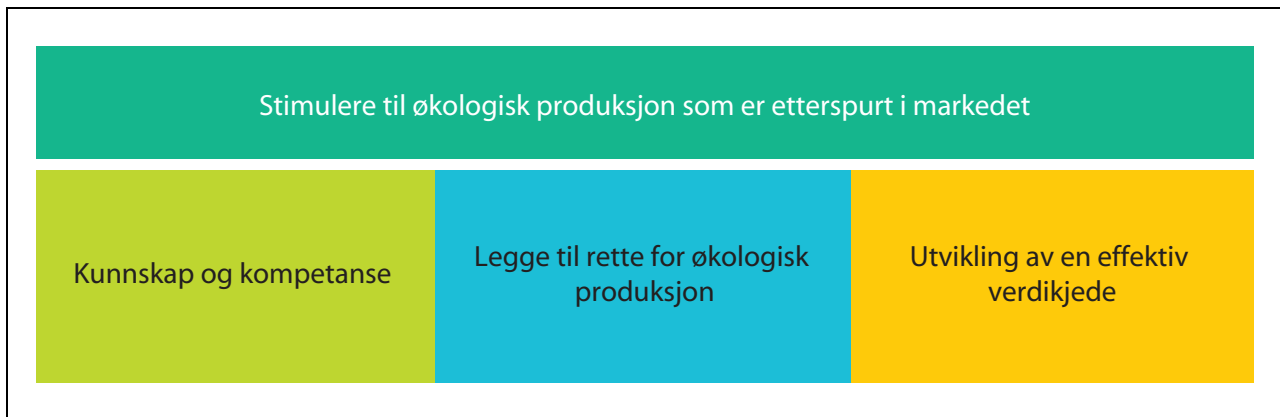 Stimulere til økologisk produksjon som er etterspurt i markedet
Kunnskap og kompetanse
Legge til rette for økologisk
produksjon
Utvikling av en effektiv
verdikjede